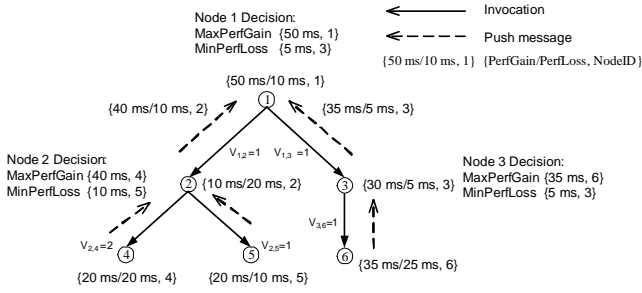 Node 1 Decision:
MaxPerfGain {50 ms, 1}
MinPerfLoss {5 ms, 3}
Invocation
Push message
{50 ms/10 ms, 1} {PerfGain/PerfLoss, NodeID}
{50 ms/10 ms, 1}
{40 ms/10 ms, 2}
{35 ms/5 ms, 3}
1
V1,2=1
V1,3=1
Node 2 Decision:
MaxPerfGain {40 ms, 4}
MinPerfLoss {10 ms, 5}
2
{10 ms/20 ms, 2}
3
{30 ms/5 ms, 3}
Node 3 Decision:
MaxPerfGain {35 ms, 6}
MinPerfLoss {5 ms, 3}
V2,4=2
V2,5=1
V3,6=1
4
5
6
{35 ms/25 ms, 6}
{20 ms/20 ms, 4}
{20 ms/10 ms, 5}